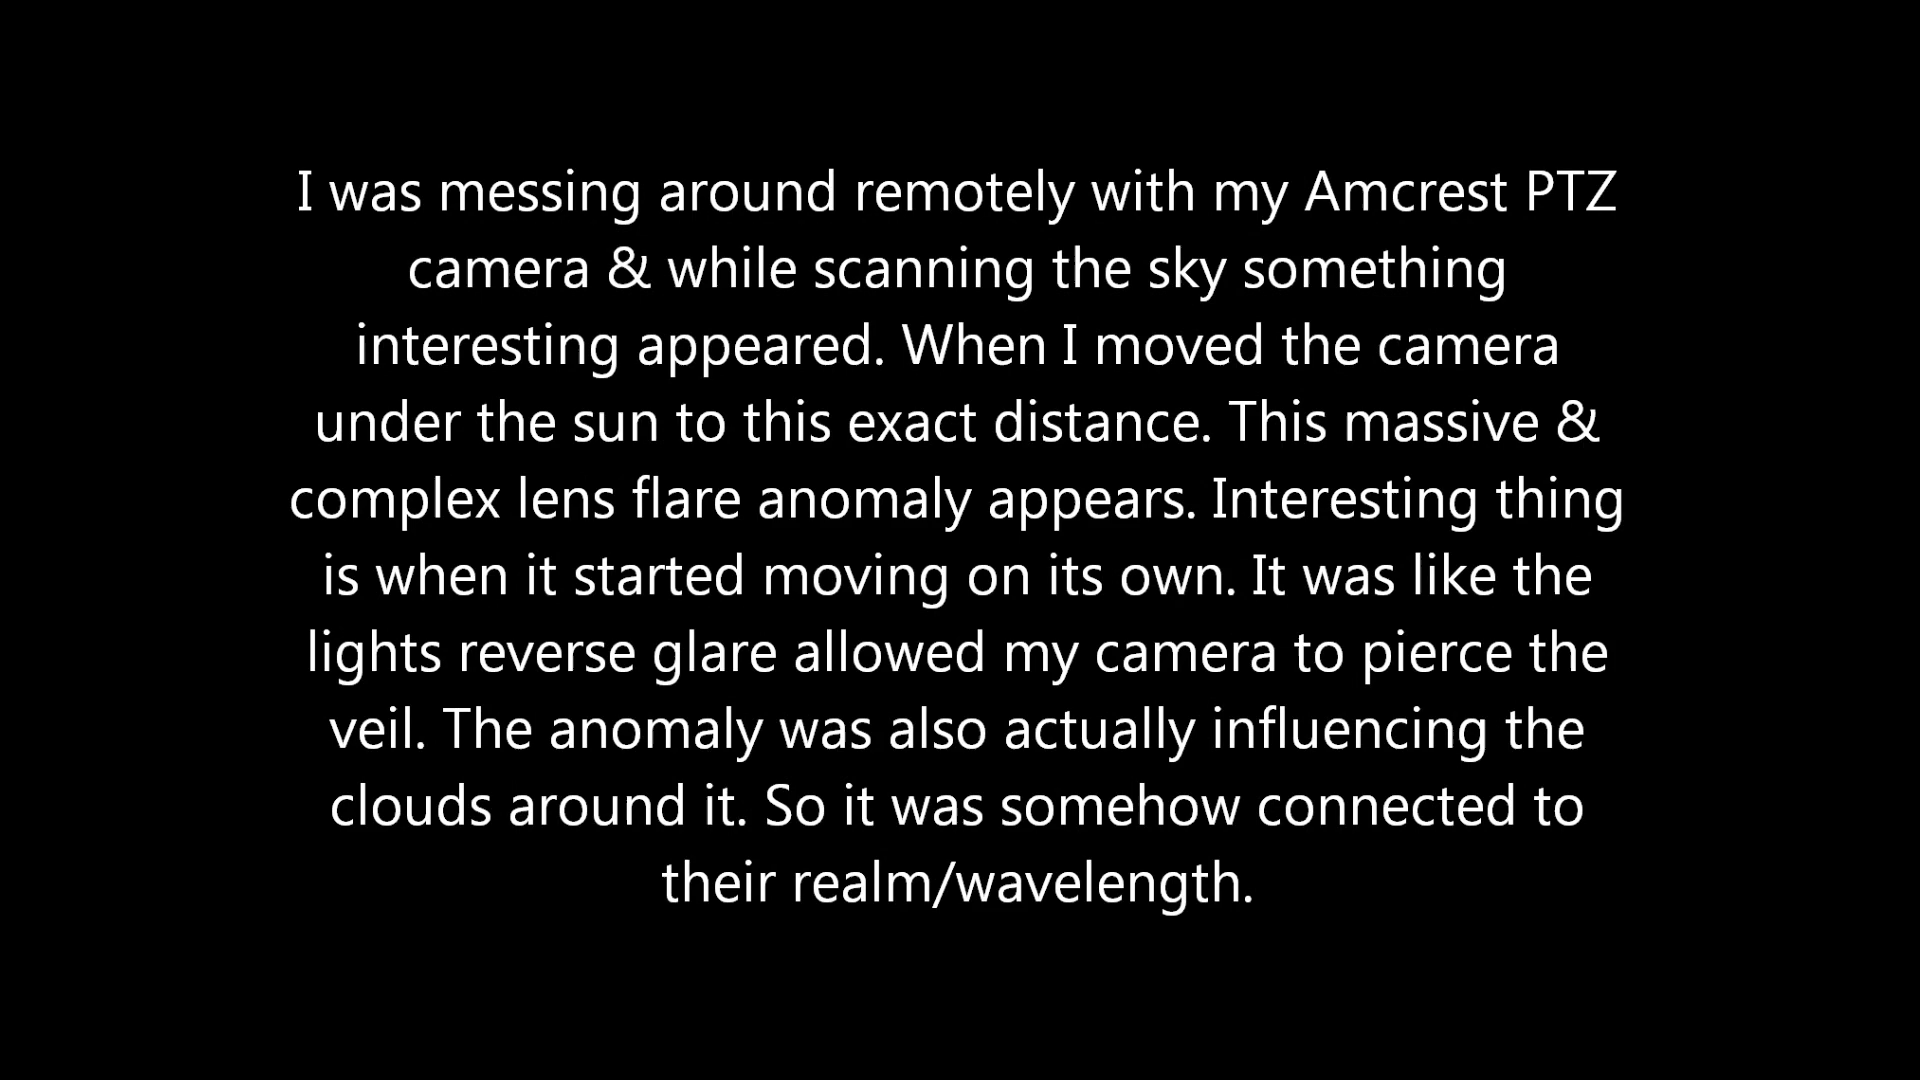 I was messing around remotely with my Amcrest PTZ
camera & while scanning the sky something
interesting appeared. When I moved the camera
under the sun to this exact distance. This massive &
complex lens flare anomaly appears. Interesting thing
is when it started moving on its own. It was like the
lights reverse glare allowed my camera to pierce the
veil. The anomaly was also actually influencing the
clouds around it. So it was somehow connected to
their realm/wavelength.